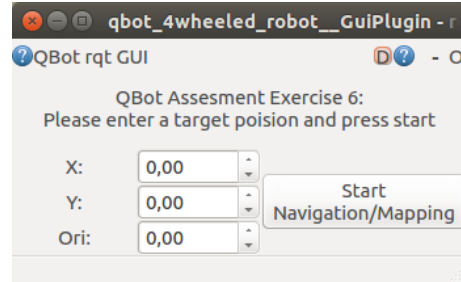 qbot_4wheeled_robot__GuiPlugin - r
QBot rqt GUI
D
- O
QBot Assesment Exercise 6:
Please enter a target poision and press start
X:
0,00
Y:
0,00
Ori:
0,00
Start
Navigation/Mapping